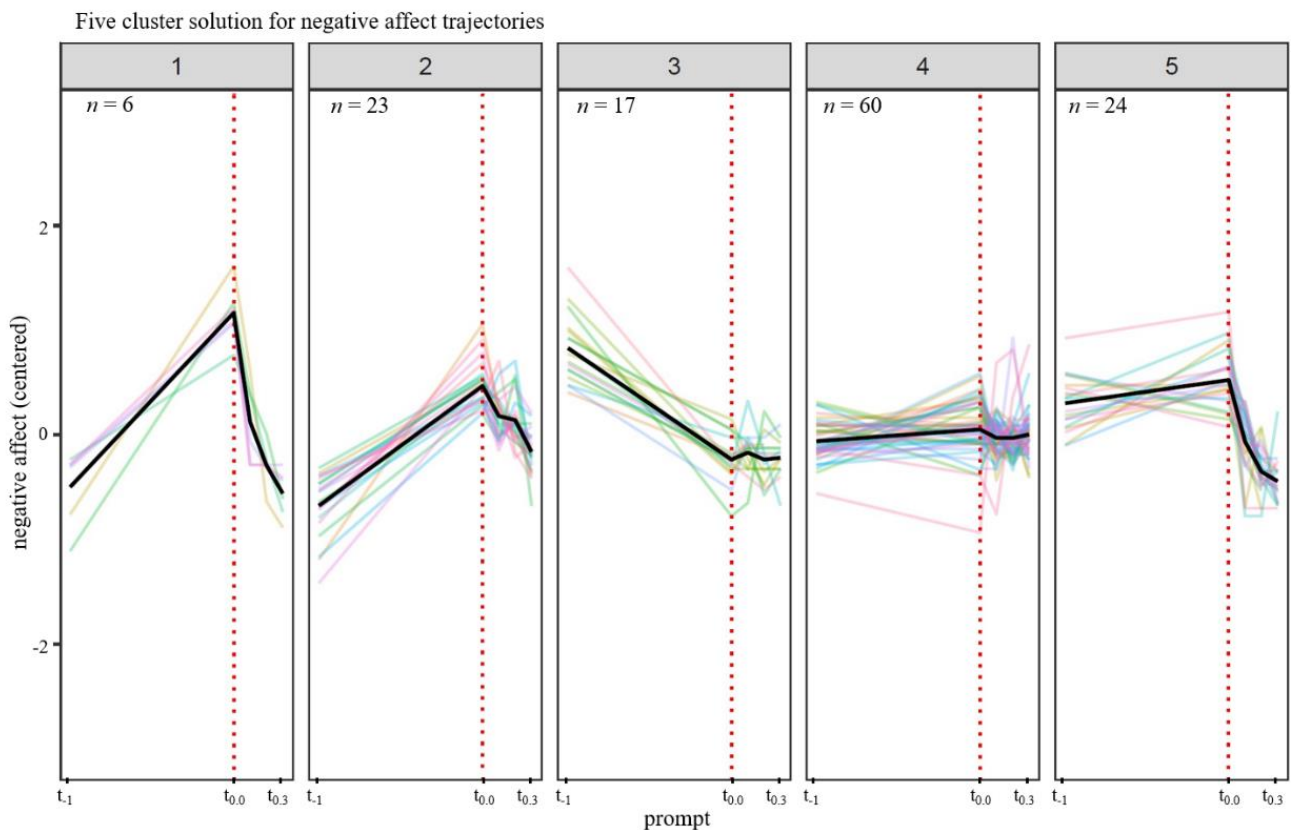 Five cluster solution for negative affect trajectories
1 2 3 4 5
n = 6 n = 23 n = 17 n = 60 n = 24
negative affect (centered)
2
0
-2
t-1 t0.0 t0.3 t-1 t0.0 t0.3 t-1 t0.0 t0.3 t-1 t0.0 t0.3 t-1 t0.0 t0.3
prompt